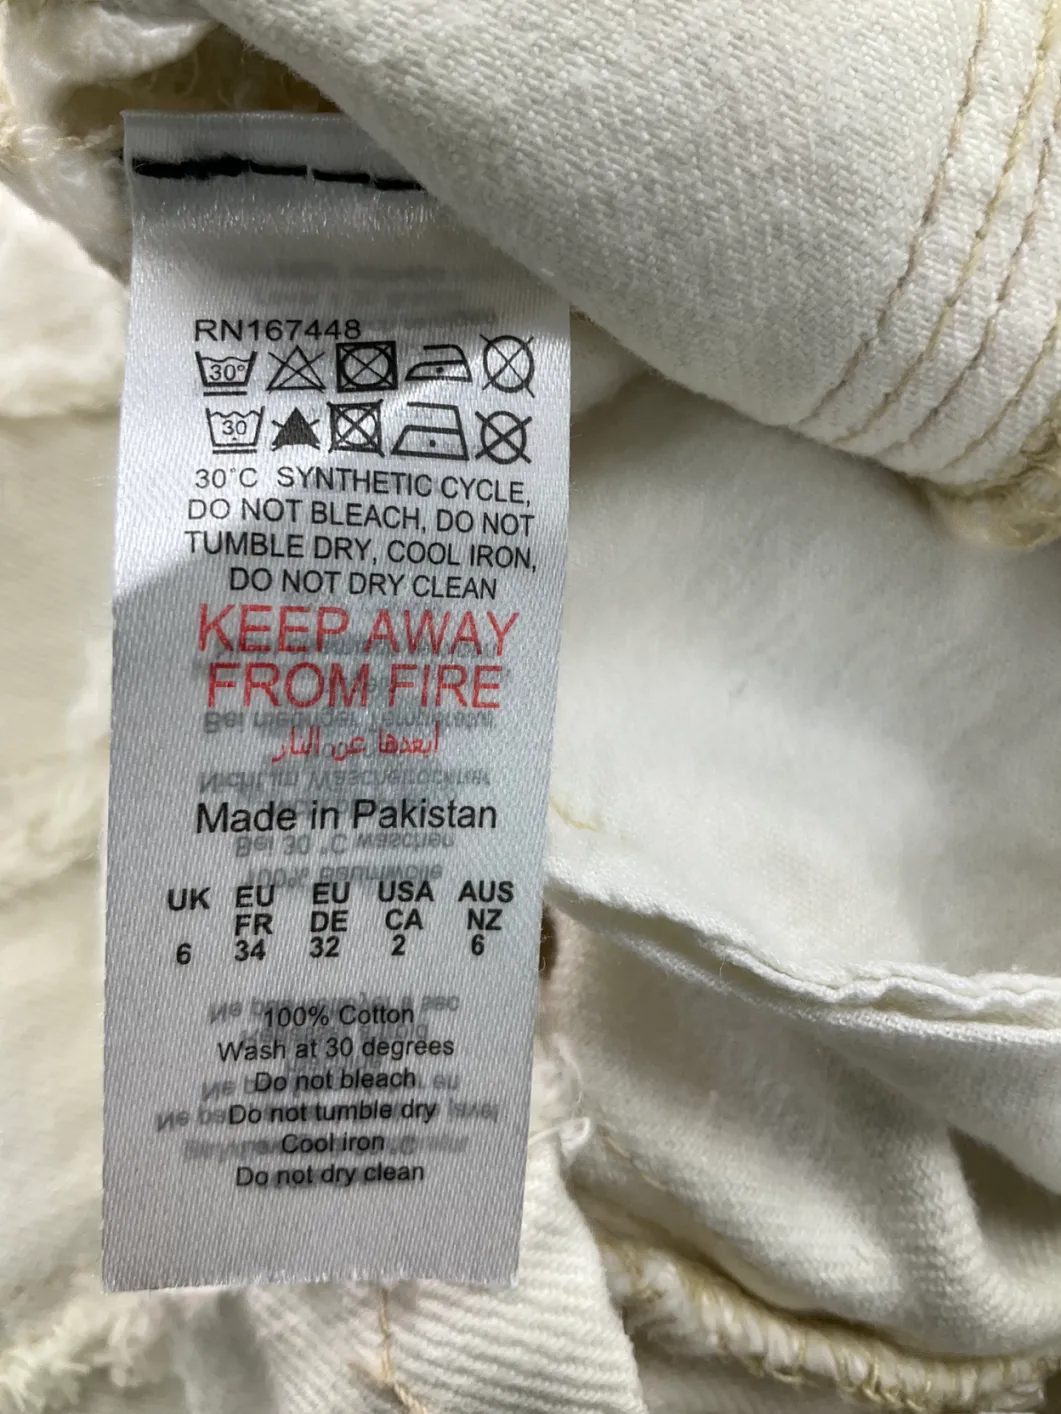 RN167448
30°
30
30°C SYNTHETIC CYCLE,
DO NOT BLEACH, DO NOT
TUMBLE DRY, COOL IRON,
DO NOT DRY CLEAN
KEEP AWAY
FROM FIRE
أبعدها عن النار
Made in Pakistan
UK EU EU USA AUS
FR DE CA NZ
6 34 32 2 6
100% Cotton
Wash at 30 degrees
Do not bleach
Do not tumble dry
Cool iron
Do not dry clean